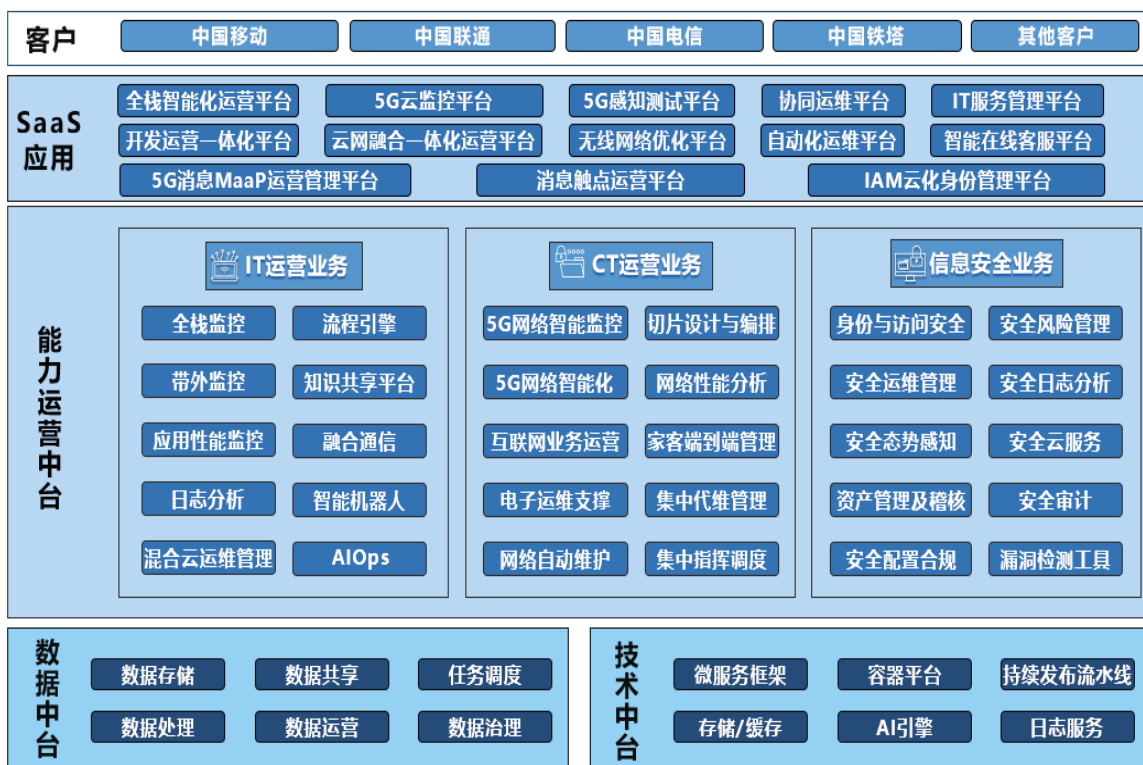 客户 中国移动 中国联通 中国电信 中国铁塔 其他客户
SaaS应用
全栈智能化运营平台 5G云监控平台 5G感知测试平台 协同运维平台 IT服务管理平台
开发运营一体化平台 云网融合一体化运营平台 无线网络优化平台 自动化运维平台 智能在线客服平台
5G消息MaaP运营管理平台 消息触点运营平台 IAM云化身份管理平台
能力运营中台
IT运营业务
全栈监控 流程引擎
带外监控 知识共享平台
应用性能监控 融合通信
日志分析 智能机器人
混合云运维管理 AIOps
CT运营业务
5G网络智能监控 切片设计与编排
5G网络智能化 网络性能分析
互联网业务运营 家客端到端管理
电子运维支撑 集中代维管理
网络自动维护 集中指挥调度
信息安全业务
身份与访问安全 安全风险管理
安全运维管理 安全日志分析
安全态势感知 安全云服务
资产管理及稽核 安全审计
安全配置合规 漏洞检测工具
数据中台
数据存储 数据共享 任务调度
数据处理 数据运营 数据治理
技术中台
微服务框架 容器平台 持续发布流水线
存储/缓存 AI引擎 日志服务